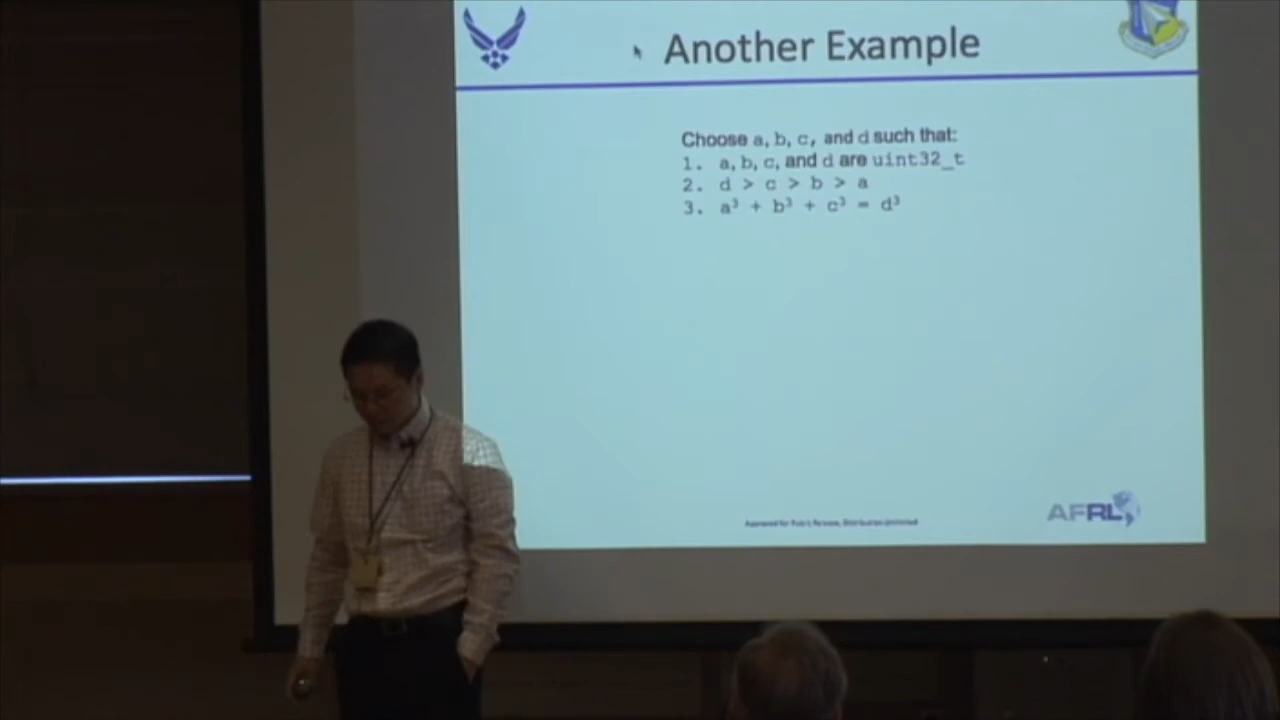 Another Example
Choose a, b, c, and d such that:
1. a, b, c, and d are uint32_t
2. d > c > b > a
3. a³ + b³ + c³ = d³
Approved for Public Release, Distribution Unlimited
AFRL